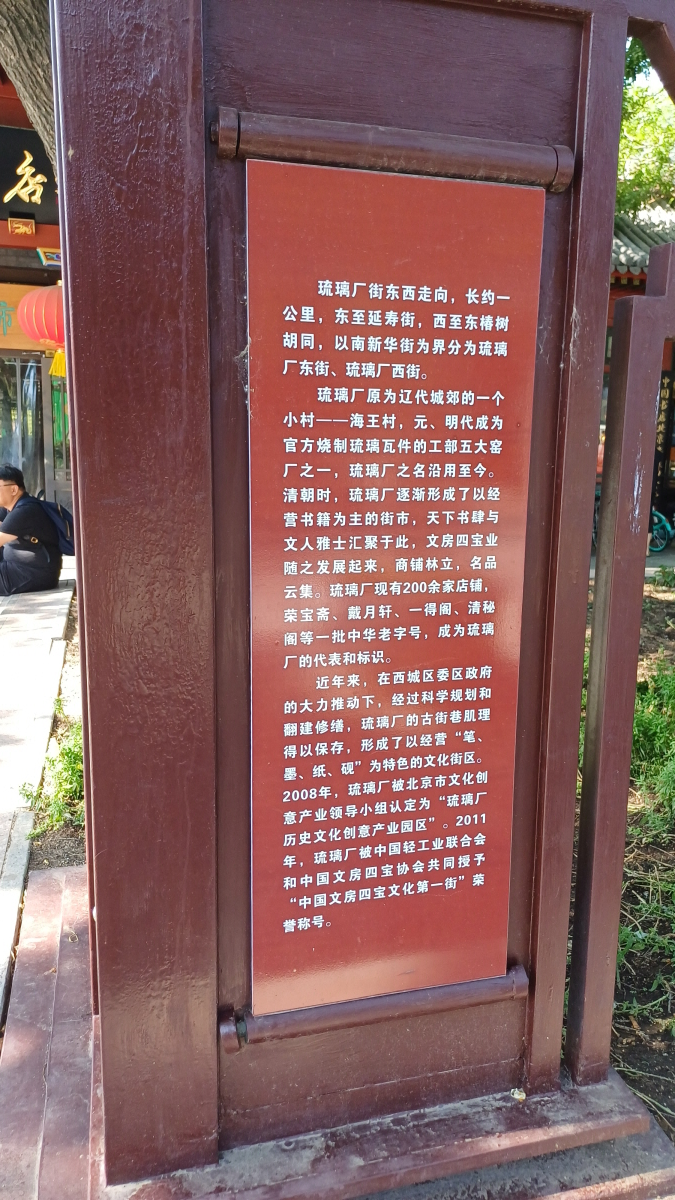 店
琉璃厂街东西走向，长约一
公里，东至延寿街，西至东椿树
胡同，以南新华街为界分为琉璃
厂东街、琉璃厂西街。
琉璃厂原为辽代城郊的一个
小村——海王村，元、明代成为
官方烧制琉璃瓦件的工部五大窑
厂之一，琉璃厂之名沿用至今。
清朝时，琉璃厂逐渐形成了以经
营书籍为主的街市，天下书肆与
文人雅士汇聚于此，文房四宝业
随之发展起来，商铺林立，名品
云集。琉璃厂现有200余家店铺，
荣宝斋、戴月轩、一得阁、清秘
阁等一批中华老字号，成为琉璃
厂的代表和标识。
近年来，在西城区委区政府
的大力推动下，经过科学规划和
翻建修缮，琉璃厂的古街巷肌理
得以保存，形成了以经营“笔、
墨、纸、砚”为特色的文化街区。
2008年，琉璃厂被北京市文化创
意产业领导小组认定为“琉璃厂
历史文化创意产业园区”。2011
年，琉璃厂被中国轻工业联合会
和中国文房四宝协会共同授予
“中国文房四宝文化第一街”荣
誉称号。
中国书店